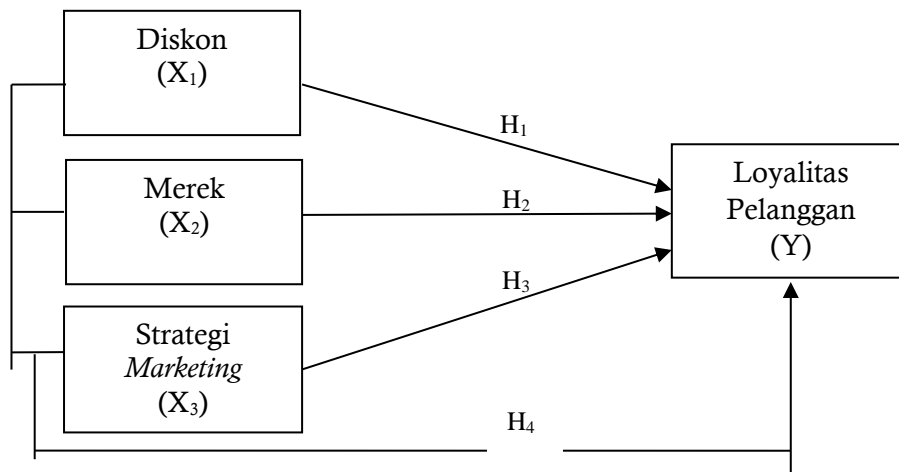 Diskon
(X₁)
H₁
Merek
(X₂)
H₂
Loyalitas
Pelanggan
(Y)
H₃
Strategi
Marketing
(X₃)
H₄